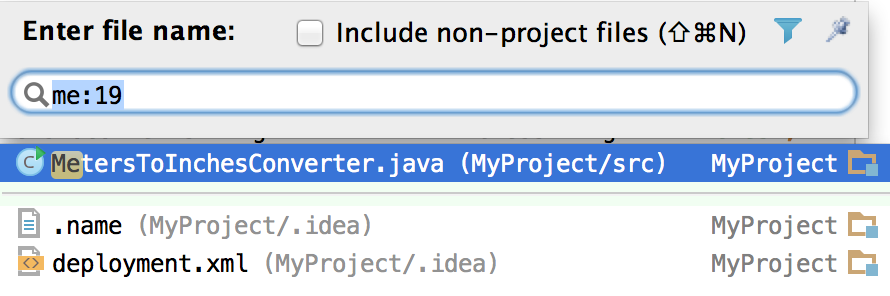 Enter file name: Include non-project files (⇧⌘N)
me:19
C MetersToInchesConverter.java (MyProject/src) MyProject
.name (MyProject/.idea) MyProject
<> deployment.xml (MyProject/.idea) MyProject